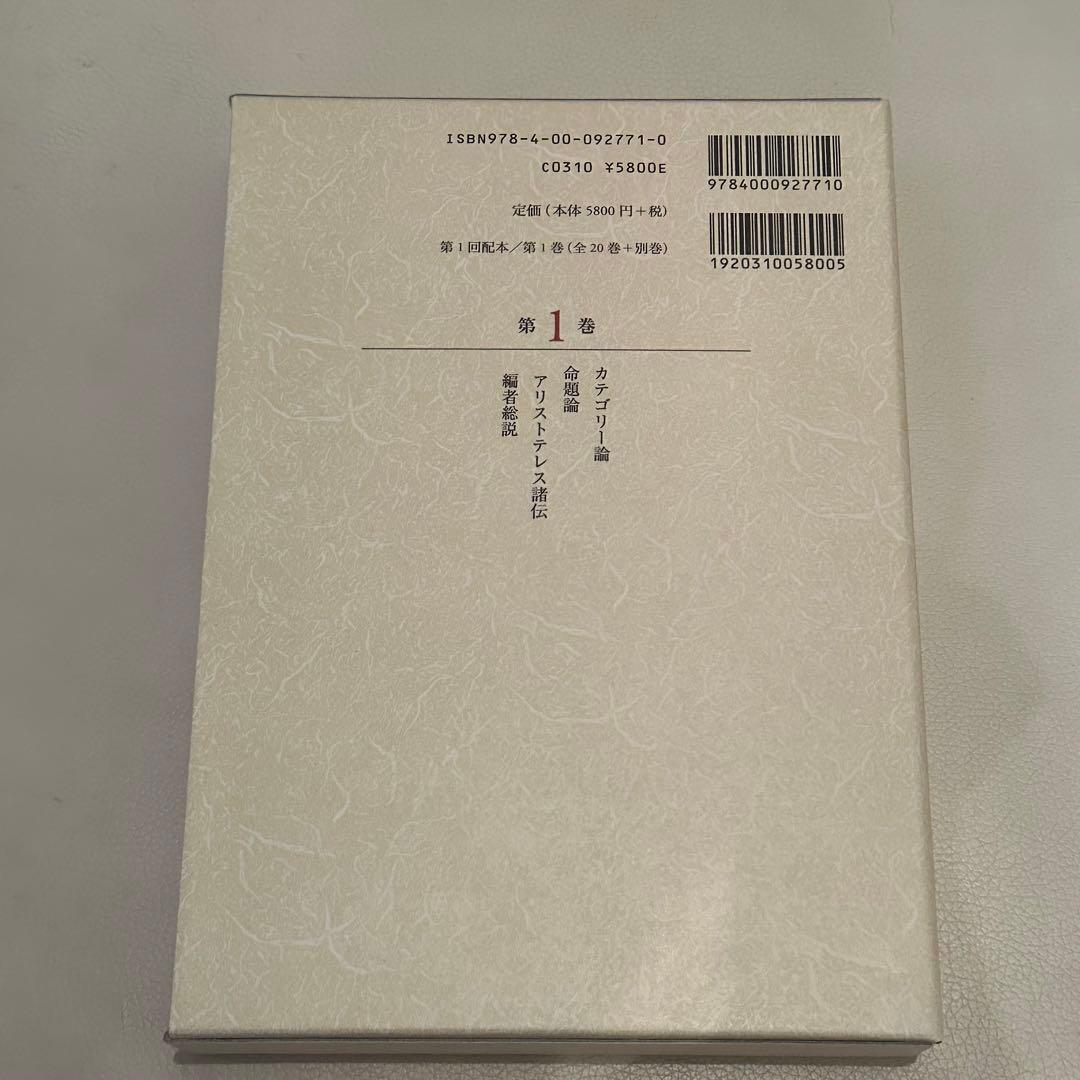 ISBN978-4-00-092771-0
C0310 ¥5800E
定価(本体 5800 円+税)
第1回配本/第1巻(全20巻+別巻)
9784000927710
1920310058005
第1巻
カテゴリー論
命題論
アリストテレス諸伝
編者総説